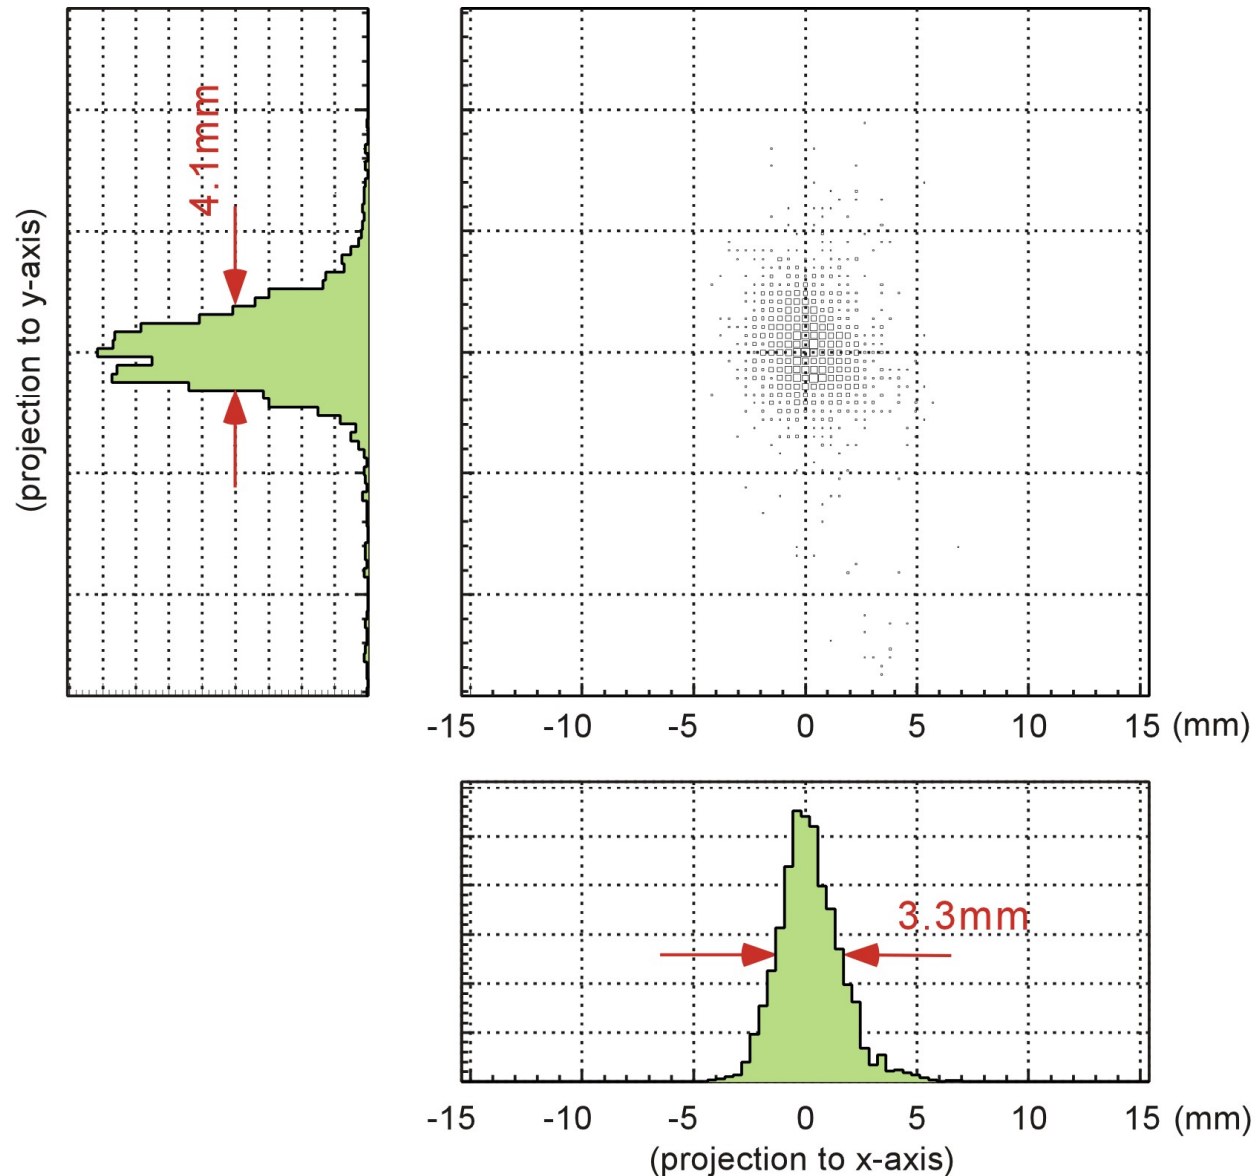 4.1mm
(projection to y-axis)
-15 -10 -5 0 5 10 15 (mm)
3.3mm
-15 -10 -5 0 5 10 15 (mm)
(projection to x-axis)